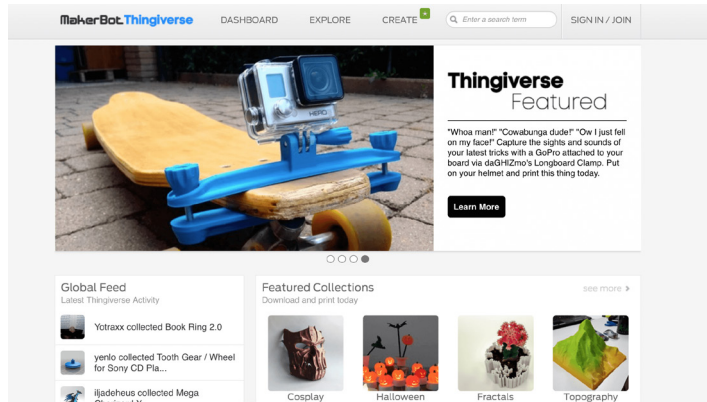 MakerBot.Thingiverse
DASHBOARD
EXPLORE
CREATE
+
Enter a search term
SIGN IN / JOIN
HERO
Thingiverse
Featured
"Whoa man!" "Cowabunga dude!" "Ow I just fell
on my face!" Capture the sights and sounds of
your latest tricks with a GoPro attached to your
board via daGHIZmo's Longboard Clamp. Put
on your helmet and print this thing today.
Learn More
Global Feed
Latest Thingiverse Activity
Yotraxx collected Book Ring 2.0
yenlo collected Tooth Gear / Wheel
for Sony CD Pla...
iljadeheus collected Mega
Featured Collections
Download and print today
see more >
Cosplay
Halloween
Fractals
Topography